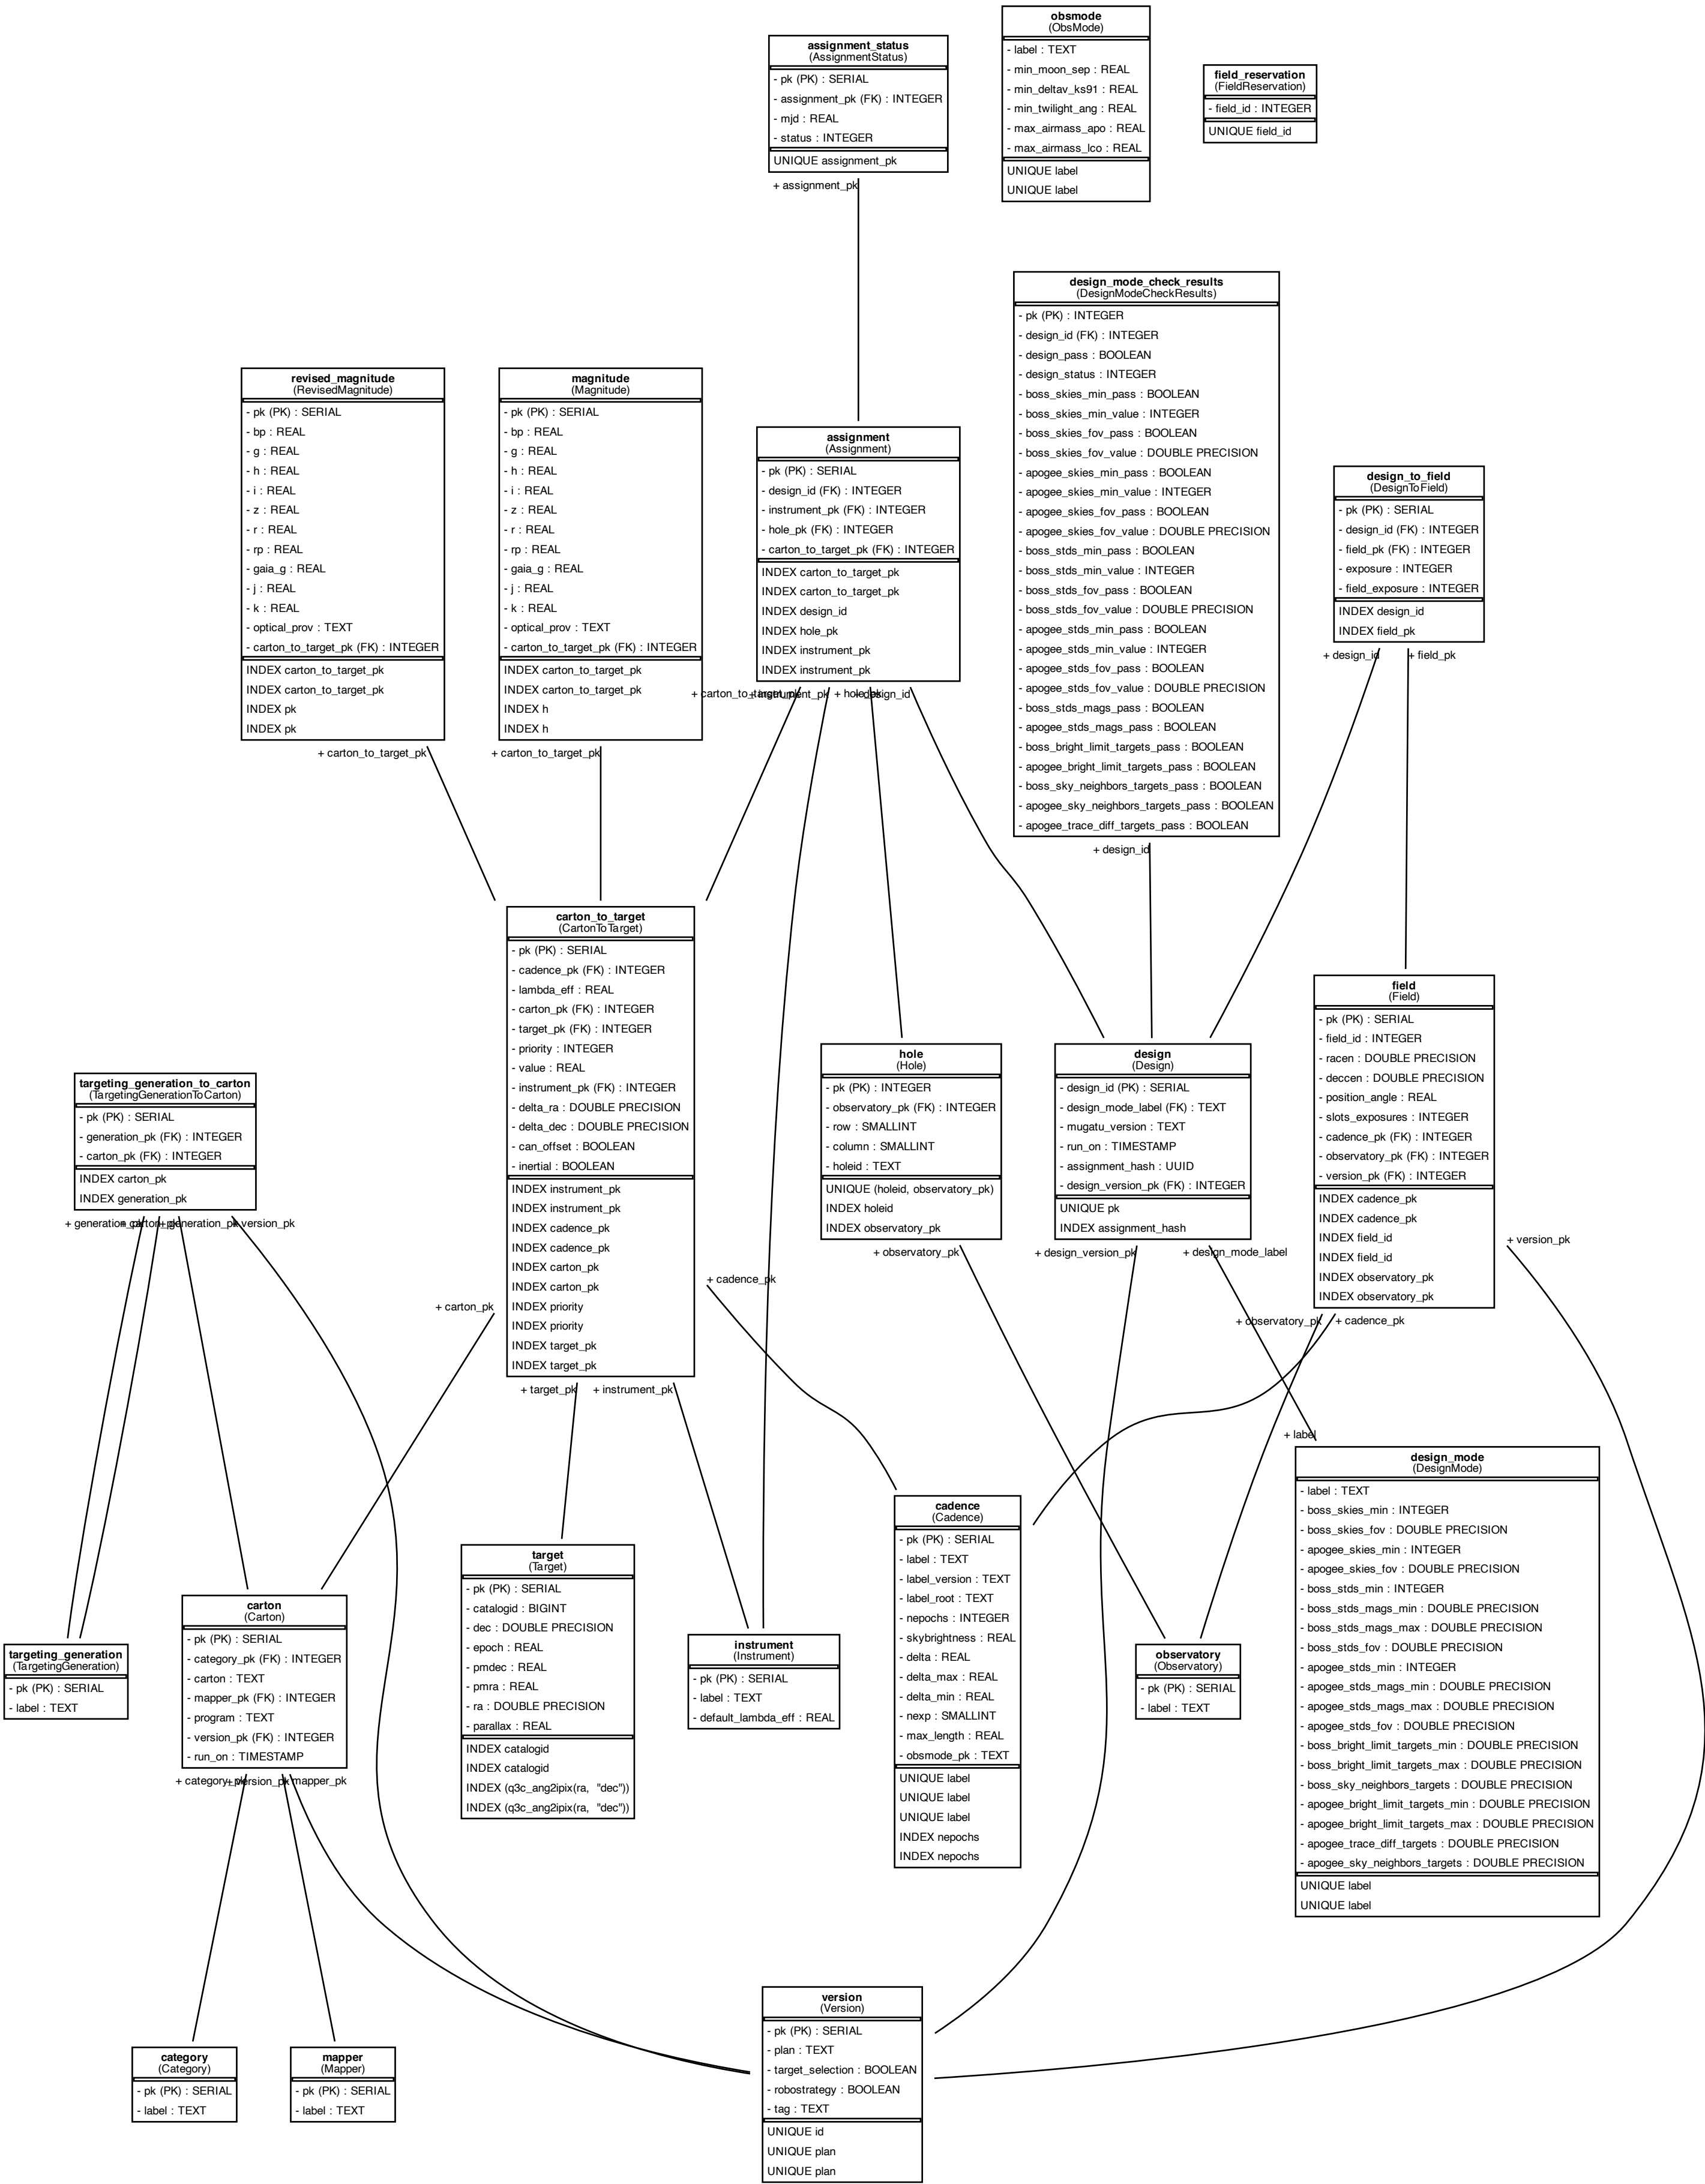 obsmode
(ObsMode)
- label : TEXT
- min_moon_sep : REAL
- min_deltav_ks91 : REAL
- min_twilight_ang : REAL
- max_airmass_apo : REAL
- max_airmass_lco : REAL
UNIQUE label
UNIQUE label
assignment_status
(AssignmentStatus)
- pk (PK) : SERIAL
- assignment_pk (FK) : INTEGER
- mjd : REAL
- status : INTEGER
UNIQUE assignment_pk
+ assignment_pk
field_reservation
(FieldReservation)
- field_id : INTEGER
UNIQUE field_id
design_mode_check_results
(DesignModeCheckResults)
- pk (PK) : INTEGER
- design_id (FK) : INTEGER
- design_pass : BOOLEAN
- design_status : INTEGER
- boss_skies_min_pass : BOOLEAN
- boss_skies_min_value : INTEGER
- boss_skies_fov_pass : BOOLEAN
- boss_skies_fov_value : DOUBLE PRECISION
- apogee_skies_min_pass : BOOLEAN
- apogee_skies_min_value : INTEGER
- apogee_skies_fov_pass : BOOLEAN
- apogee_skies_fov_value : DOUBLE PRECISION
- boss_stds_min_pass : BOOLEAN
- boss_stds_min_value : INTEGER
- boss_stds_fov_pass : BOOLEAN
- boss_stds_fov_value : DOUBLE PRECISION
- apogee_stds_min_pass : BOOLEAN
- apogee_stds_min_value : INTEGER
- apogee_stds_fov_pass : BOOLEAN
- apogee_stds_fov_value : DOUBLE PRECISION
- boss_stds_mags_pass : BOOLEAN
- apogee_stds_mags_pass : BOOLEAN
- boss_bright_limit_targets_pass : BOOLEAN
- apogee_bright_limit_targets_pass : BOOLEAN
- boss_sky_neighbors_targets_pass : BOOLEAN
- apogee_sky_neighbors_targets_pass : BOOLEAN
- apogee_trace_diff_targets_pass : BOOLEAN
+ design_id
revised_magnitude
(RevisedMagnitude)
- pk (PK) : SERIAL
- bp : REAL
- g : REAL
- h : REAL
- i : REAL
- z : REAL
- r : REAL
- rp : REAL
- gaia_g : REAL
- j : REAL
- k : REAL
- optical_prov : TEXT
- carton_to_target_pk (FK) : INTEGER
INDEX carton_to_target_pk
INDEX carton_to_target_pk
INDEX pk
INDEX pk
+ carton_to_target_pk
magnitude
(Magnitude)
- pk (PK) : SERIAL
- bp : REAL
- g : REAL
- h : REAL
- i : REAL
- z : REAL
- r : REAL
- rp : REAL
- gaia_g : REAL
- j : REAL
- k : REAL
- optical_prov : TEXT
- carton_to_target_pk (FK) : INTEGER
INDEX carton_to_target_pk
INDEX carton_to_target_pk
INDEX h
INDEX h
+ carton_to_target_pk
assignment
(Assignment)
- pk (PK) : SERIAL
- design_id (FK) : INTEGER
- instrument_pk (FK) : INTEGER
- hole_pk (FK) : INTEGER
- carton_to_target_pk (FK) : INTEGER
INDEX carton_to_target_pk
INDEX carton_to_target_pk
INDEX design_id
INDEX hole_pk
INDEX instrument_pk
INDEX instrument_pk
+ carton_to_target_pk
+ instrument_pk
+ hole_pk
+ design_id
design_to_field
(DesignToField)
- pk (PK) : SERIAL
- design_id (FK) : INTEGER
- field_pk (FK) : INTEGER
- exposure : INTEGER
- field_exposure : INTEGER
INDEX design_id
INDEX field_pk
+ design_id
+ field_pk
carton_to_target
(CartonToTarget)
- pk (PK) : SERIAL
- cadence_pk (FK) : INTEGER
- lambda_eff : REAL
- carton_pk (FK) : INTEGER
- target_pk (FK) : INTEGER
- priority : INTEGER
- value : REAL
- instrument_pk (FK) : INTEGER
- delta_ra : DOUBLE PRECISION
- delta_dec : DOUBLE PRECISION
- can_offset : BOOLEAN
- inertial : BOOLEAN
INDEX instrument_pk
INDEX instrument_pk
INDEX cadence_pk
INDEX cadence_pk
INDEX carton_pk
INDEX carton_pk
INDEX priority
INDEX priority
INDEX target_pk
INDEX target_pk
+ carton_pk
+ cadence_pk
+ target_pk
+ instrument_pk
field
(Field)
- pk (PK) : SERIAL
- field_id : INTEGER
- racen : DOUBLE PRECISION
- deccen : DOUBLE PRECISION
- position_angle : REAL
- slots_exposures : INTEGER
- cadence_pk (FK) : INTEGER
- observatory_pk (FK) : INTEGER
- version_pk (FK) : INTEGER
INDEX cadence_pk
INDEX cadence_pk
INDEX field_id
INDEX field_id
INDEX observatory_pk
INDEX observatory_pk
+ version_pk
+ observatory_pk
+ cadence_pk
hole
(Hole)
- pk (PK) : INTEGER
- observatory_pk (FK) : INTEGER
- row : SMALLINT
- column : SMALLINT
- holeid : TEXT
UNIQUE (holeid, observatory_pk)
INDEX holeid
INDEX observatory_pk
+ observatory_pk
design
(Design)
- design_id (PK) : SERIAL
- design_mode_label (FK) : TEXT
- mugatu_version : TEXT
- run_on : TIMESTAMP
- assignment_hash : UUID
- design_version_pk (FK) : INTEGER
UNIQUE pk
INDEX assignment_hash
+ design_version_pk
+ design_mode_label
targeting_generation_to_carton
(TargetingGenerationToCarton)
- pk (PK) : SERIAL
- generation_pk (FK) : INTEGER
- carton_pk (FK) : INTEGER
INDEX carton_pk
INDEX generation_pk
+ generation_pk
+ carton_pk
+ generation_pk
+ version_pk
+ label
design_mode
(DesignMode)
- label : TEXT
- boss_skies_min : INTEGER
- boss_skies_fov : DOUBLE PRECISION
- apogee_skies_min : INTEGER
- apogee_skies_fov : DOUBLE PRECISION
- boss_stds_min : INTEGER
- boss_stds_mags_min : DOUBLE PRECISION
- boss_stds_mags_max : DOUBLE PRECISION
- boss_stds_fov : DOUBLE PRECISION
- apogee_stds_min : INTEGER
- apogee_stds_mags_min : DOUBLE PRECISION
- apogee_stds_mags_max : DOUBLE PRECISION
- apogee_stds_fov : DOUBLE PRECISION
- boss_bright_limit_targets_min : DOUBLE PRECISION
- boss_bright_limit_targets_max : DOUBLE PRECISION
- boss_sky_neighbors_targets : DOUBLE PRECISION
- apogee_bright_limit_targets_min : DOUBLE PRECISION
- apogee_bright_limit_targets_max : DOUBLE PRECISION
- apogee_trace_diff_targets : DOUBLE PRECISION
- apogee_sky_neighbors_targets : DOUBLE PRECISION
UNIQUE label
UNIQUE label
cadence
(Cadence)
- pk (PK) : SERIAL
- label : TEXT
- label_version : TEXT
- label_root : TEXT
- nepochs : INTEGER
- skybrightness : REAL
- delta : REAL
- delta_max : REAL
- delta_min : REAL
- nexp : SMALLINT
- max_length : REAL
- obsmode_pk : TEXT
UNIQUE label
UNIQUE label
UNIQUE label
INDEX nepochs
INDEX nepochs
target
(Target)
- pk (PK) : SERIAL
- catalogid : BIGINT
- dec : DOUBLE PRECISION
- epoch : REAL
- pmdec : REAL
- pmra : REAL
- ra : DOUBLE PRECISION
- parallax : REAL
INDEX catalogid
INDEX catalogid
INDEX (q3c_ang2ipix(ra, "dec"))
INDEX (q3c_ang2ipix(ra, "dec"))
carton
(Carton)
- pk (PK) : SERIAL
- category_pk (FK) : INTEGER
- carton : TEXT
- mapper_pk (FK) : INTEGER
- program : TEXT
- version_pk (FK) : INTEGER
- run_on : TIMESTAMP
+ category_pk
+ version_pk
+ mapper_pk
targeting_generation
(TargetingGeneration)
- pk (PK) : SERIAL
- label : TEXT
instrument
(Instrument)
- pk (PK) : SERIAL
- label : TEXT
- default_lambda_eff : REAL
observatory
(Observatory)
- pk (PK) : SERIAL
- label : TEXT
version
(Version)
- pk (PK) : SERIAL
- plan : TEXT
- target_selection : BOOLEAN
- robostrategy : BOOLEAN
- tag : TEXT
UNIQUE id
UNIQUE plan
UNIQUE plan
category
(Category)
- pk (PK) : SERIAL
- label : TEXT
mapper
(Mapper)
- pk (PK) : SERIAL
- label : TEXT